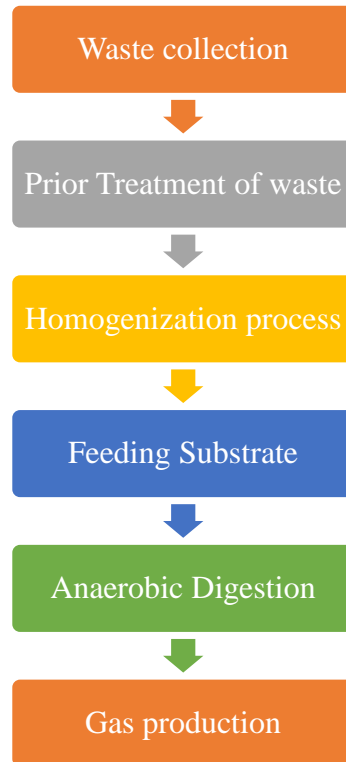 Waste collection
Prior Treatment of waste
Homogenization process
Feeding Substrate
Anaerobic Digestion
Gas production